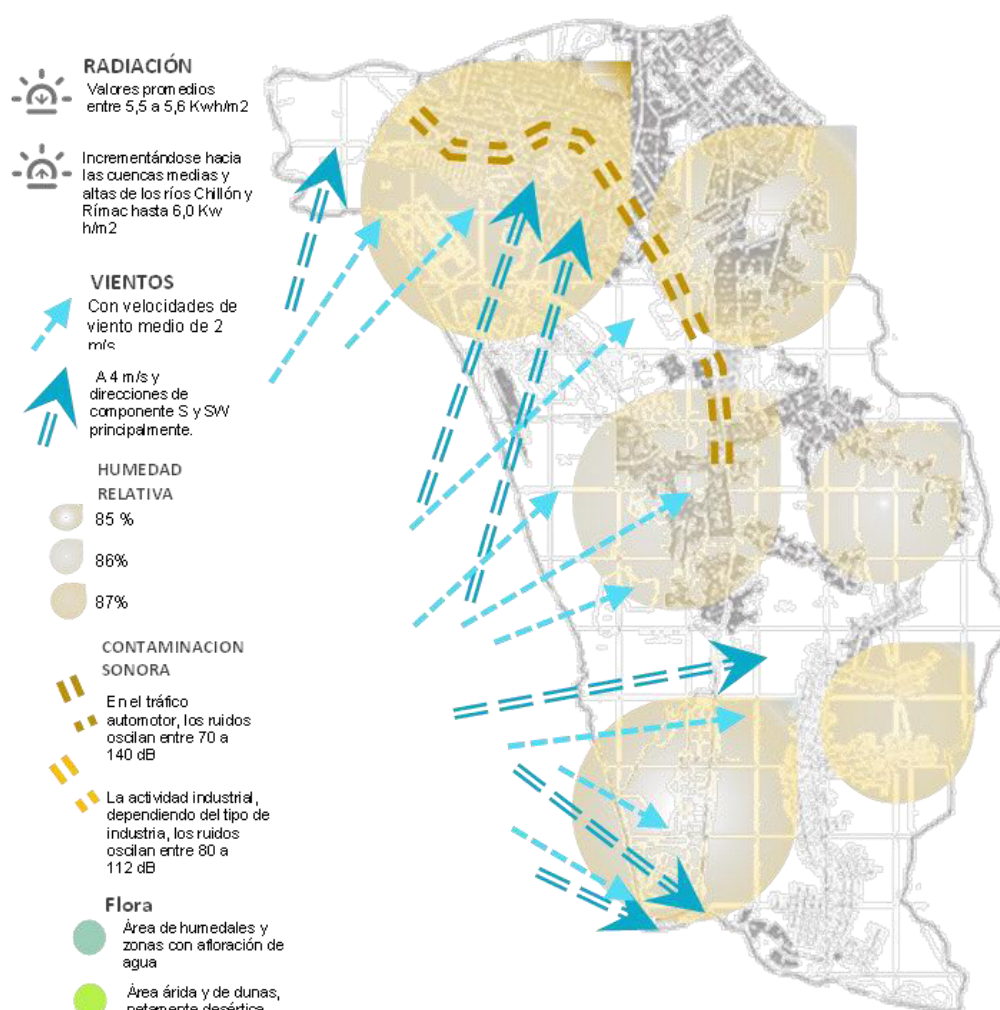 RADIACIÓN
Valores promedios
entre 5,5 a 5,6 Kwh/m2
Incrementándose hacia
las cuencas medias y
altas de los ríos Chillón y
Rímac hasta 6,0 Kw
h/m2
VIENTOS
Con velocidades de
viento medio de 2
m/s
A 4 m/s y
direcciones de
componente S y SW
principalmente.
HUMEDAD
RELATIVA
85 %
86%
87%
CONTAMINACION
SONORA
En el tráfico
automotor, los ruidos
oscilan entre 70 a
140 dB
La actividad industrial,
dependiendo del tipo de
industria, los ruidos
oscilan entre 80 a
112 dB
Flora
Área de humedales y
zonas con afloración de
agua
Área árida y de dunas,
netamente desértica